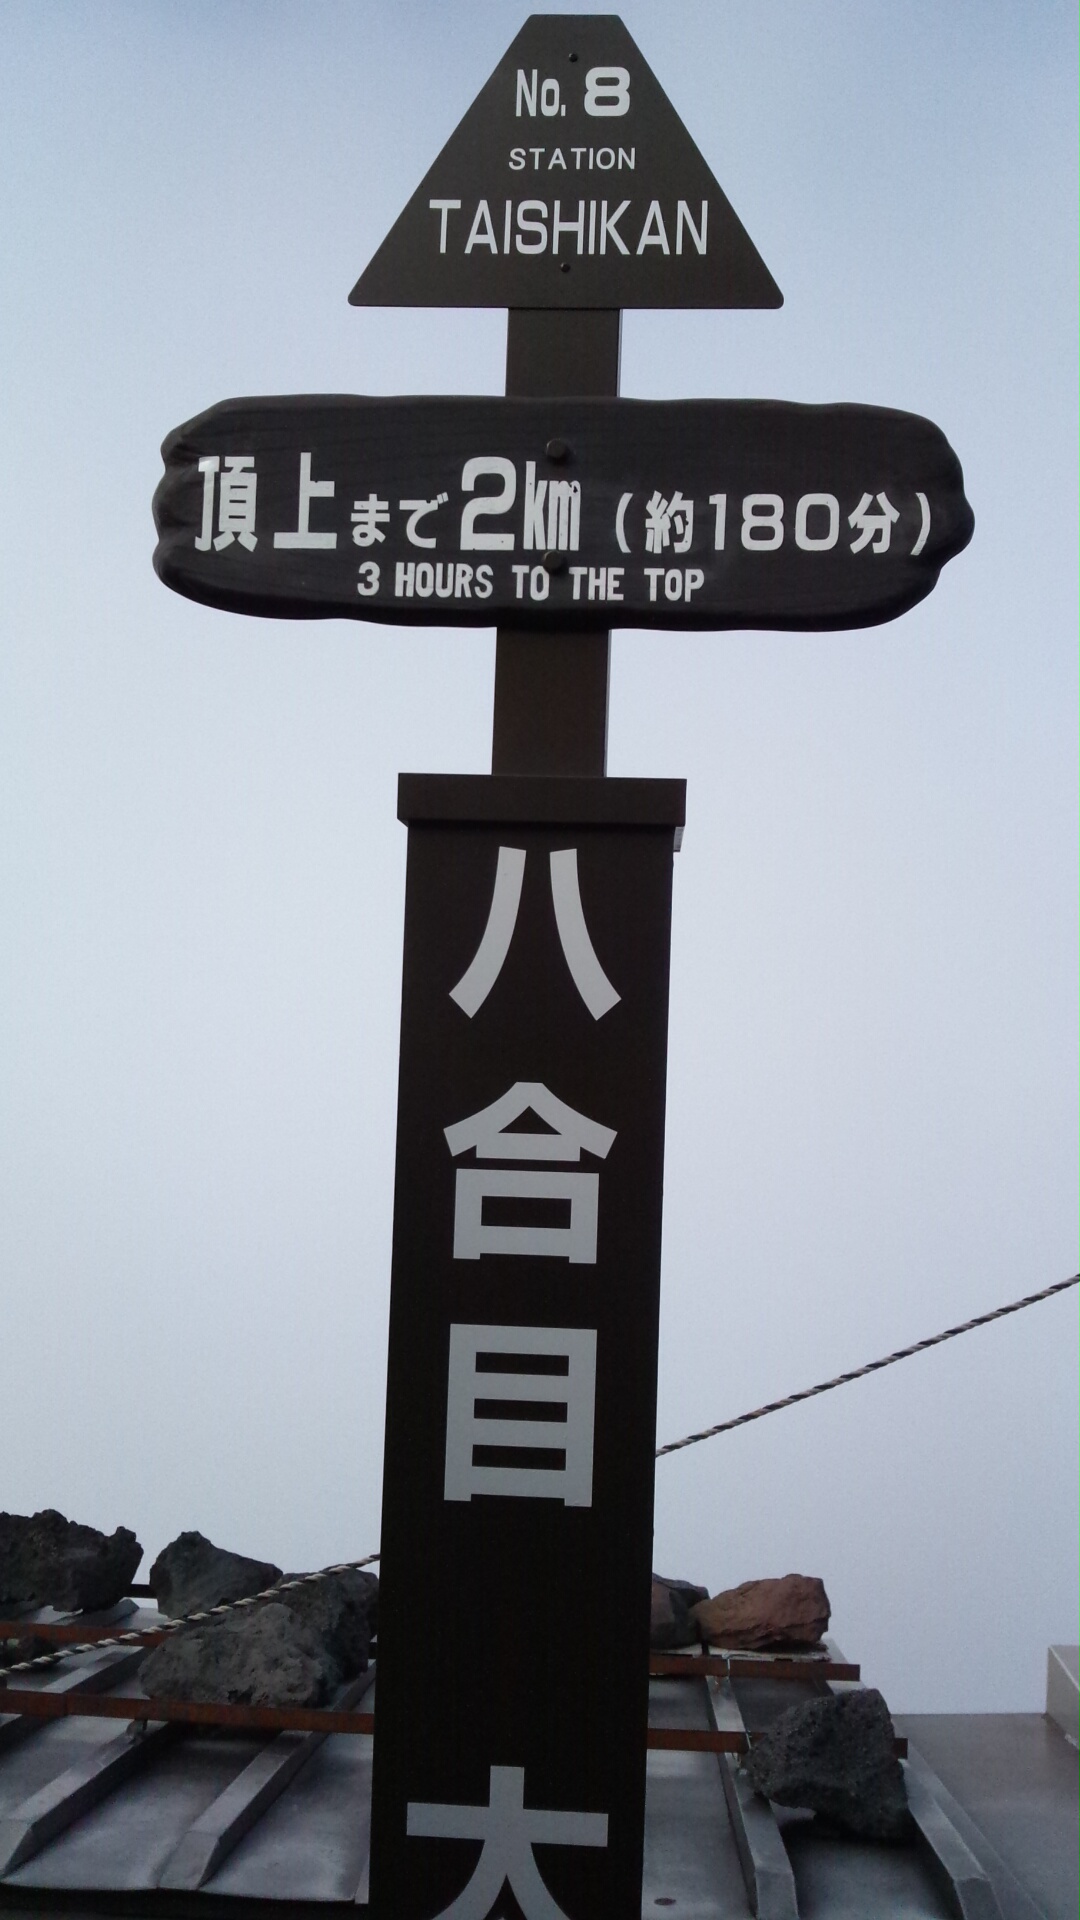 No. 8
STATION
TAISHIKAN
頂上まで2km（約180分）
3 HOURS TO THE TOP
八合目